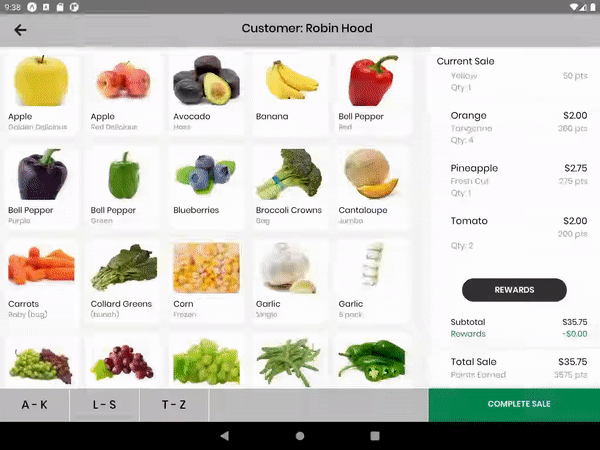 9:38
Customer: Robin Hood
Apple
Golden Delicious
Apple
Red Delicious
Avocado
Hass
Banana
Bell Pepper
Red
Bell Pepper
Purple
Bell Pepper
Green
Blueberries
Broccoli Crowns
Bag
Cantaloupe
Jumbo
Carrots
Baby (bag)
Collard Greens
(bunch)
Corn
Frozen
Garlic
Single
Garlic
5 pack
A - K
L - S
T - Z
Current Sale
Yellow 50 pts
Qty: 1
Orange $2.00
Tangerine 200 pts
Qty: 4
Pineapple $2.75
Fresh Cut 275 pts
Qty: 1
Tomato $2.00
200 pts
Qty: 2
REWARDS
Subtotal $35.75
Rewards -$0.00
Total Sale $35.75
Points Earned 3575 pts
COMPLETE SALE